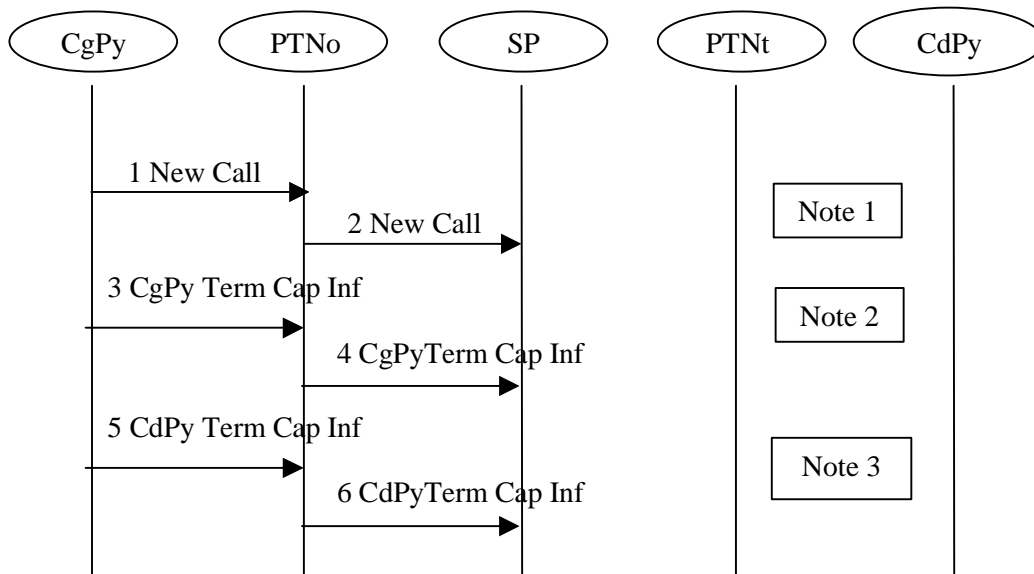 CgPy PTNo SP PTNt CdPy
1 New Call
Note 1
2 New Call
3 CgPy Term Cap Inf
Note 2
4 CgPyTerm Cap Inf
5 CdPy Term Cap Inf
Note 3
6 CdPyTerm Cap Inf